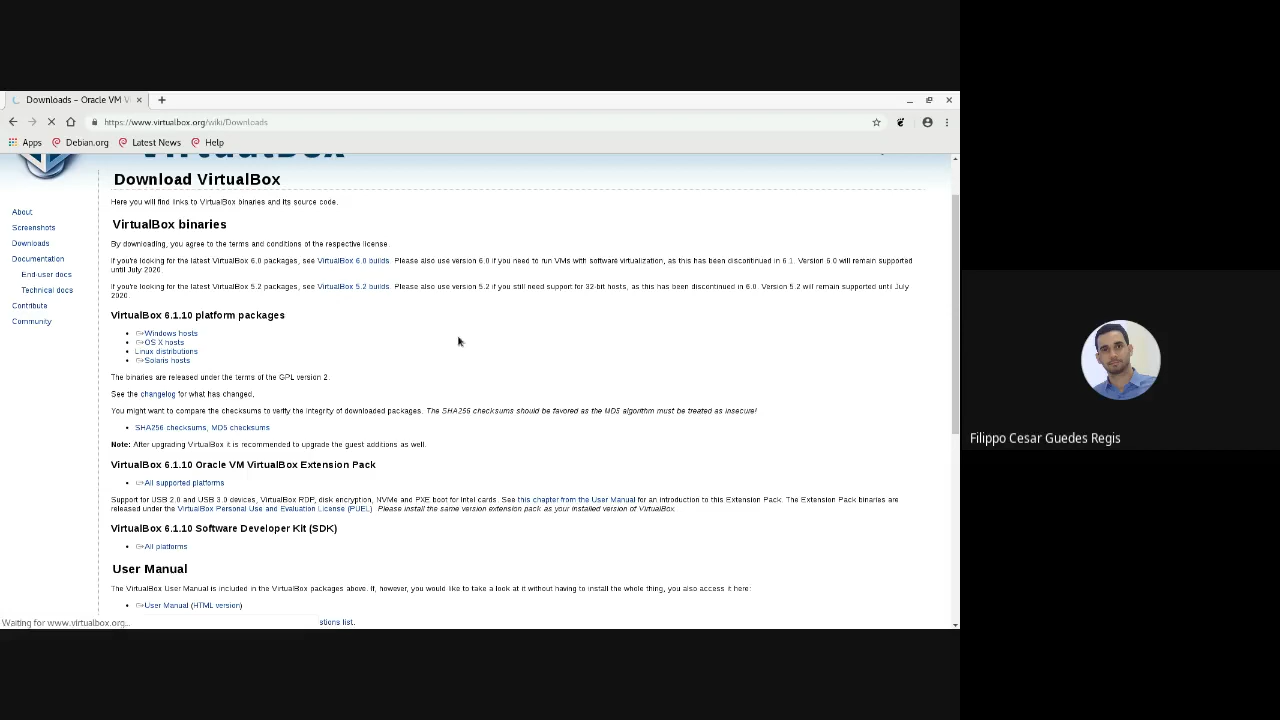 Downloads – Oracle VM V
https://www.virtualbox.org/wiki/Downloads
Apps Debian.org Latest News Help
VirtualBox
Download VirtualBox
Here you will find links to VirtualBox binaries and its source code.
About
Screenshots
Downloads
Documentation
End-user docs
Technical docs
Contribute
Community
VirtualBox binaries
By downloading, you agree to the terms and conditions of the respective license.
If you're looking for the latest VirtualBox 6.0 packages, see VirtualBox 6.0 builds. Please also use version 6.0 if you need to run VMs with software virtualization, as this has been discontinued in 6.1. Version 6.0 will remain supported
until July 2020.
If you're looking for the latest VirtualBox 5.2 packages, see VirtualBox 5.2 builds. Please also use version 5.2 if you still need support for 32-bit hosts, as this has been discontinued in 6.0. Version 5.2 will remain supported until July
2020.
VirtualBox 6.1.10 platform packages
Windows hosts
OS X hosts
Linux distributions
Solaris hosts
The binaries are released under the terms of the GPL version 2.
See the changelog for what has changed.
You might want to compare the checksums to verify the integrity of downloaded packages. The SHA256 checksums should be favored as the MD5 algorithm must be treated as insecure!
SHA256 checksums, MD5 checksums
Note: After upgrading VirtualBox it is recommended to upgrade the guest additions as well.
VirtualBox 6.1.10 Oracle VM VirtualBox Extension Pack
All supported platforms
Support for USB 2.0 and USB 3.0 devices, VirtualBox RDP, disk encryption, NVMe and PXE boot for Intel cards. See this chapter from the User Manual for an introduction to this Extension Pack. The Extension Pack binaries are
released under the VirtualBox Personal Use and Evaluation License (PUEL). Please install the same version extension pack as your installed version of VirtualBox.
VirtualBox 6.1.10 Software Developer Kit (SDK)
All platforms
User Manual
The VirtualBox User Manual is included in the VirtualBox packages above. If, however, you would like to take a look at it without having to install the whole thing, you also access it here:
User Manual (HTML version)
stions list.
Waiting for www.virtualbox.org...
Filippo Cesar Guedes Regis